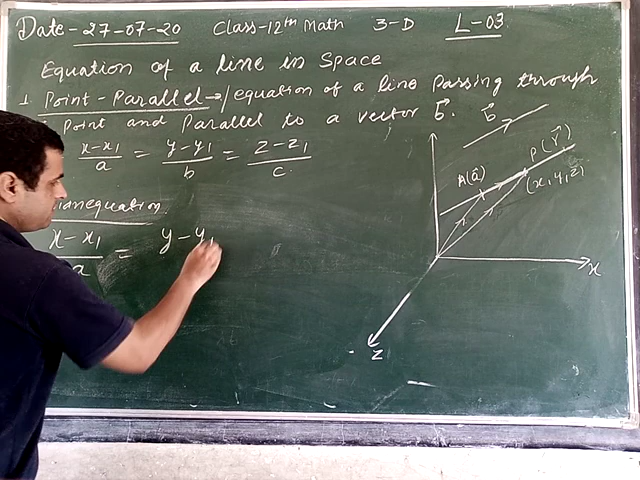 Date - 27-07-20 Class-12th Math 3-D L-03
Equation of a line in Space
1. Point-Parallel→/equation of a line Passing through
Point and Parallel to a vector b⃗.
x-x₁/a = y-y₁/b = z-z₁/c
equation
x-x₁/a = y-y₁
b⃗
A(a⃗) P(r⃗)
(x,y,z)
x
z